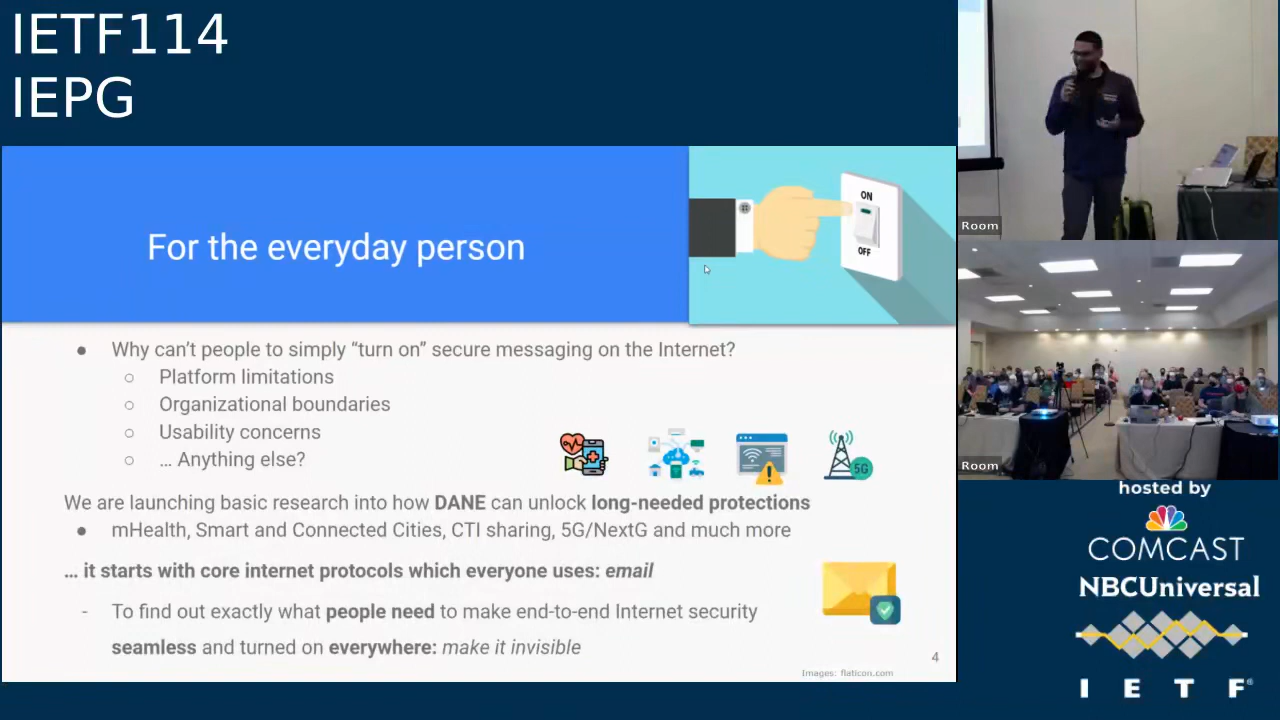 IETF114
IEPG
For the everyday person
ON
OFF
● Why can’t people to simply “turn on” secure messaging on the Internet?
○ Platform limitations
○ Organizational boundaries
○ Usability concerns
○ … Anything else?
5G
We are launching basic research into how DANE can unlock long-needed protections
● mHealth, Smart and Connected Cities, CTI sharing, 5G/NextG and much more
… it starts with core internet protocols which everyone uses: email
- To find out exactly what people need to make end-to-end Internet security
seamless and turned on everywhere: make it invisible
4
Images: flaticon.com
Room
Room
hosted by
COMCAST
NBCUniversal
I E T F®